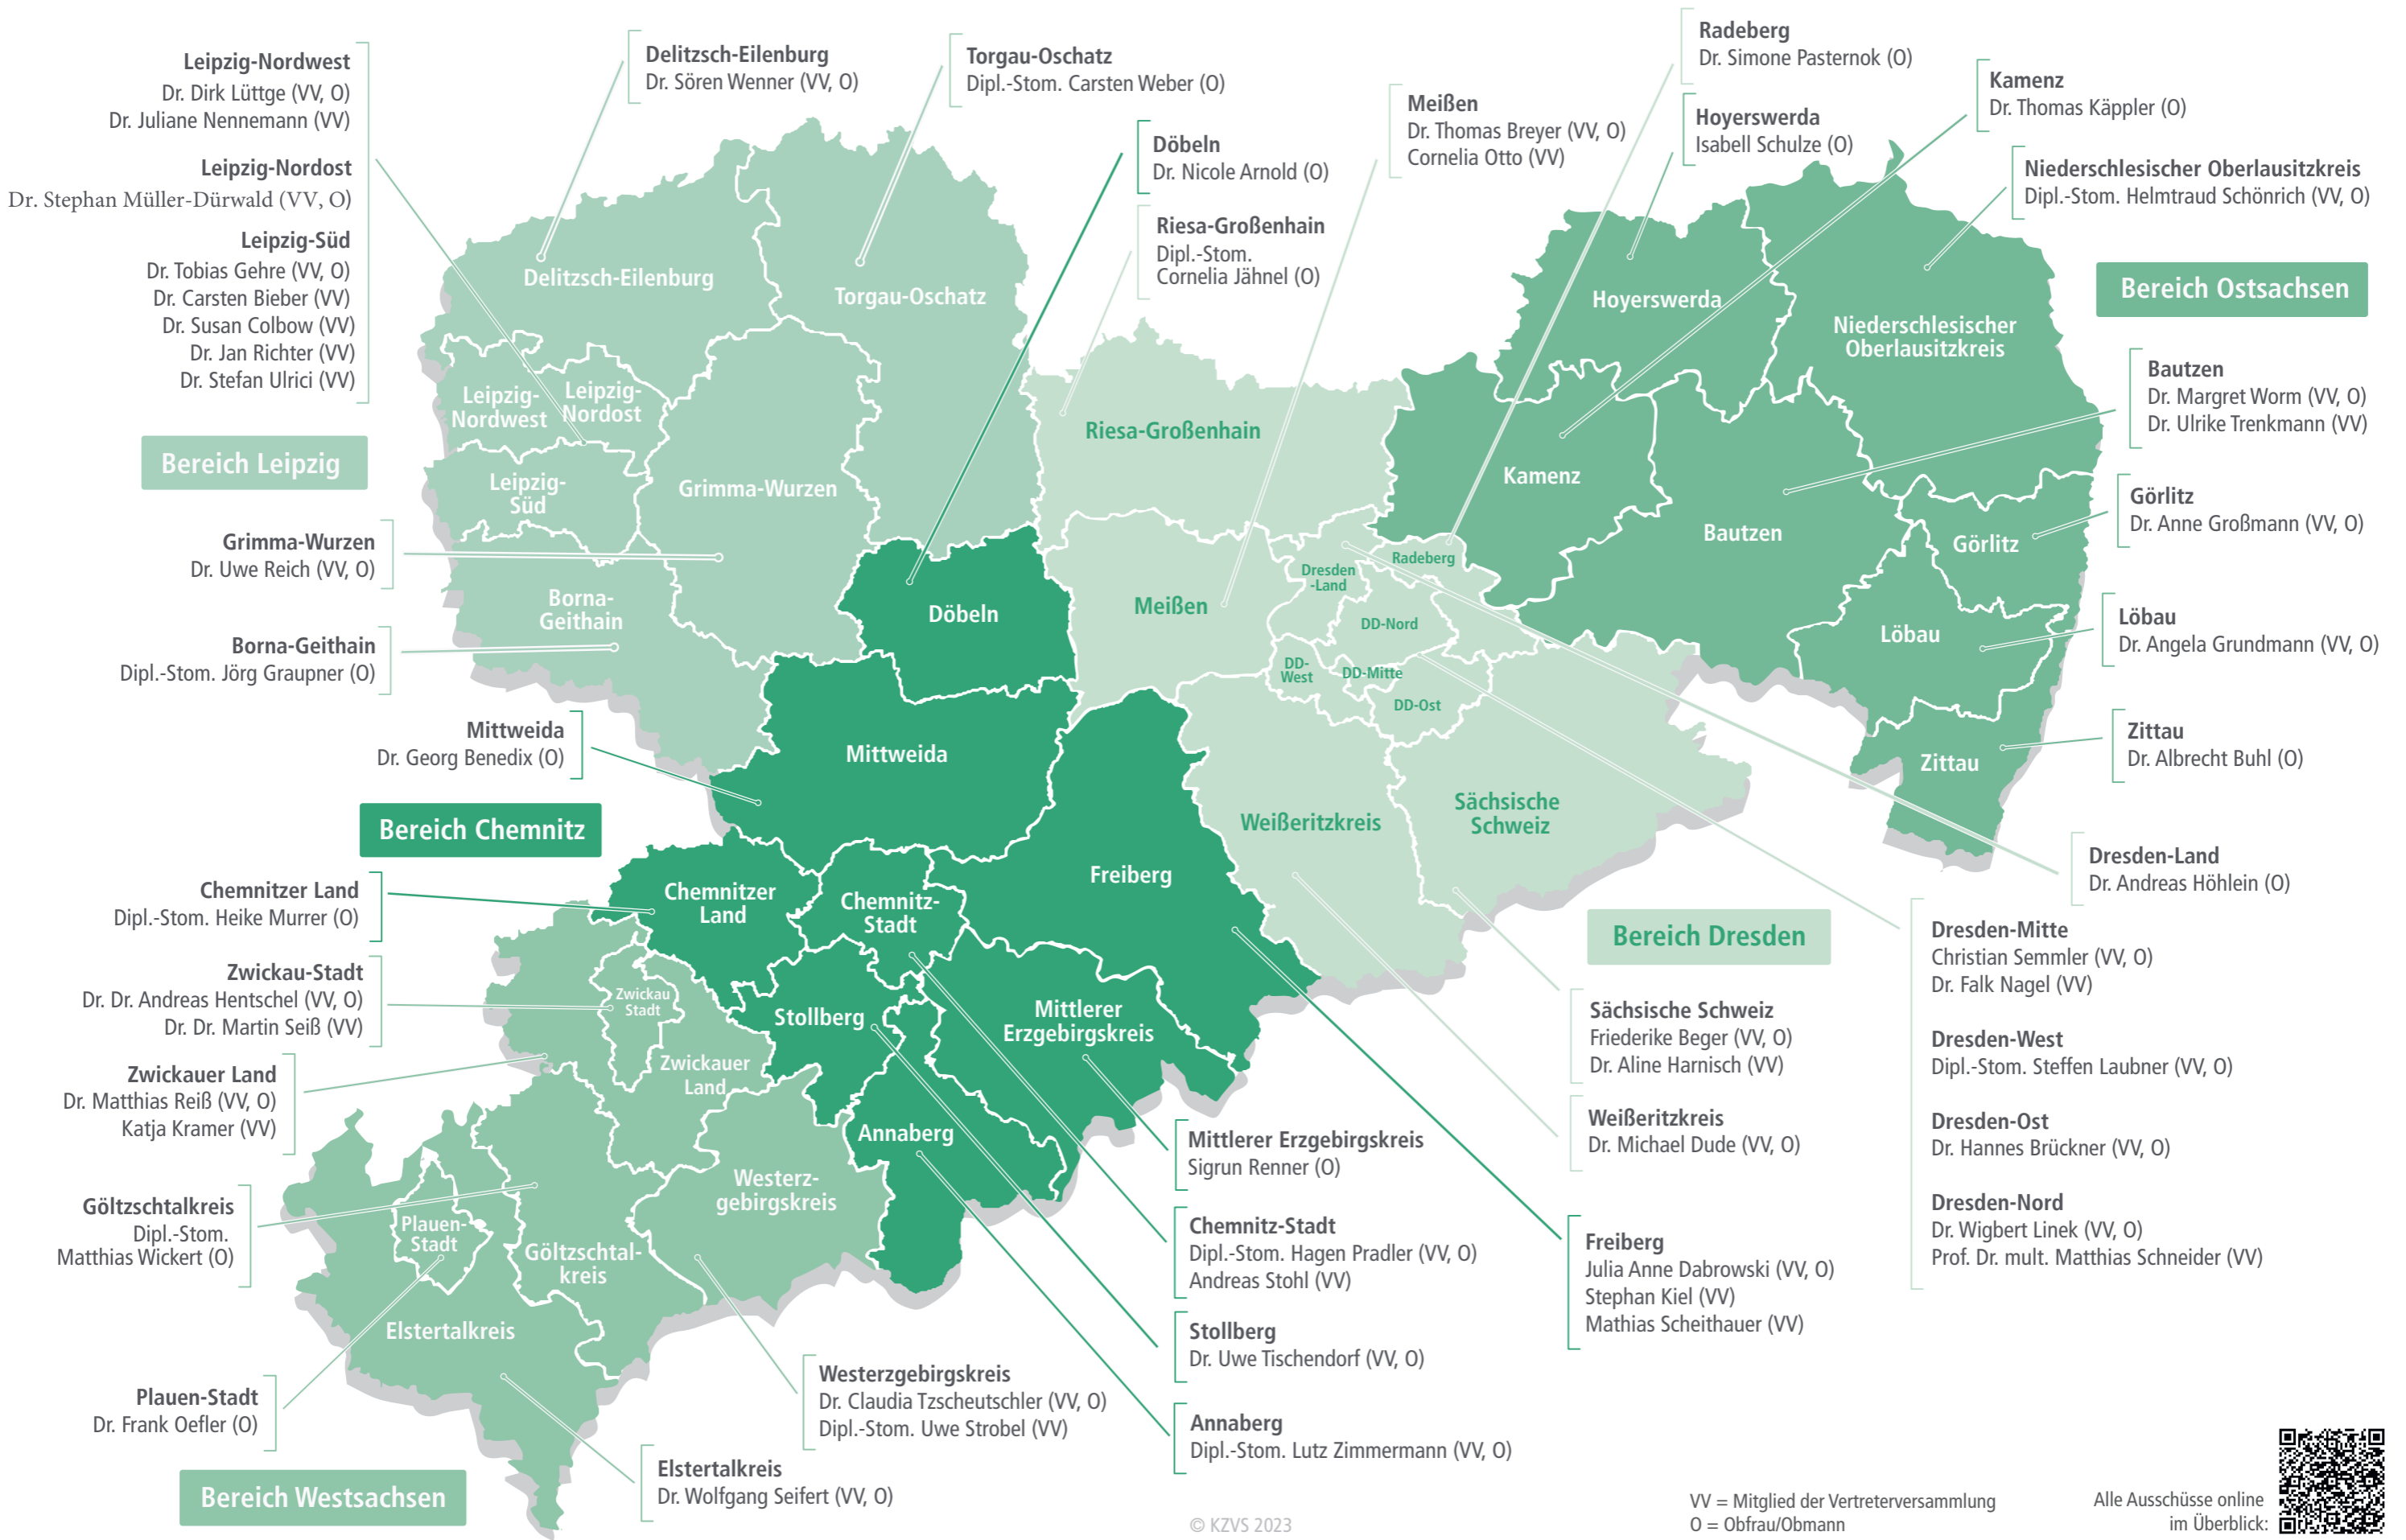 Leipzig-Nordwest
Dr. Dirk Lüttge (VV, O)
Dr. Juliane Nennemann (VV)
Leipzig-Nordost
Dr. Stephan Müller-Dürwald (VV, O)
Leipzig-Süd
Dr. Tobias Gehre (VV, O)
Dr. Carsten Bieber (VV)
Dr. Susan Colbow (VV)
Dr. Jan Richter (VV)
Dr. Stefan Ulrici (VV)
Delitzsch-Eilenburg
Dr. Sören Wenner (VV, O)
Torgau-Oschatz
Dipl.-Stom. Carsten Weber (O)
Döbeln
Dr. Nicole Arnold (O)
Riesa-Großenhain
Dipl.-Stom.
Cornelia Jähnel (O)
Meißen
Dr. Thomas Breyer (VV, O)
Cornelia Otto (VV)
Radeberg
Dr. Simone Pasternok (O)
Hoyerswerda
Isabell Schulze (O)
Kamenz
Dr. Thomas Käppler (O)
Niederschlesischer Oberlausitzkreis
Dipl.-Stom. Helmtraud Schönrich (VV, O)
Bereich Ostsachsen
Bautzen
Dr. Margret Worm (VV, O)
Dr. Ulrike Trenkmann (VV)
Görlitz
Dr. Anne Großmann (VV, O)
Löbau
Dr. Angela Grundmann (VV, O)
Zittau
Dr. Albrecht Buhl (O)
Dresden-Land
Dr. Andreas Höhlein (O)
Dresden-Mitte
Christian Semmler (VV, O)
Dr. Falk Nagel (VV)
Dresden-West
Dipl.-Stom. Steffen Laubner (VV, O)
Dresden-Ost
Dr. Hannes Brückner (VV, O)
Dresden-Nord
Dr. Wigbert Linek (VV, O)
Prof. Dr. mult. Matthias Schneider (VV)
Bereich Dresden
Sächsische Schweiz
Friederike Beger (VV, O)
Dr. Aline Harnisch (VV)
Weißeritzkreis
Dr. Michael Dude (VV, O)
Freiberg
Julia Anne Dabrowski (VV, O)
Stephan Kiel (VV)
Mathias Scheithauer (VV)
Mittlerer Erzgebirgskreis
Sigrun Renner (O)
Chemnitz-Stadt
Dipl.-Stom. Hagen Pradler (VV, O)
Andreas Stohl (VV)
Stollberg
Dr. Uwe Tischendorf (VV, O)
Annaberg
Dipl.-Stom. Lutz Zimmermann (VV, O)
Westerzgebirgskreis
Dr. Claudia Tzscheutschler (VV, O)
Dipl.-Stom. Uwe Strobel (VV)
Elstertalkreis
Dr. Wolfgang Seifert (VV, O)
Bereich Leipzig
Grimma-Wurzen
Dr. Uwe Reich (VV, O)
Borna-Geithain
Dipl.-Stom. Jörg Graupner (O)
Mittweida
Dr. Georg Benedix (O)
Bereich Chemnitz
Chemnitzer Land
Dipl.-Stom. Heike Murrer (O)
Zwickau-Stadt
Dr. Dr. Andreas Hentschel (VV, O)
Dr. Dr. Martin Seiß (VV)
Zwickauer Land
Dr. Matthias Reiß (VV, O)
Katja Kramer (VV)
Göltzschtalkreis
Dipl.-Stom.
Matthias Wickert (O)
Plauen-Stadt
Dr. Frank Oefler (O)
Bereich Westsachsen
Delitzsch-Eilenburg
Torgau-Oschatz
Leipzig-
Nordwest
Leipzig-
Nordost
Leipzig-
Süd
Grimma-Wurzen
Borna-
Geithain
Döbeln
Mittweida
Riesa-Großenhain
Meißen
Dresden
-Land
Radeberg
DD-Nord
DD-
West
DD-Mitte
DD-Ost
Weißeritzkreis
Sächsische
Schweiz
Hoyerswerda
Niederschlesischer
Oberlausitzkreis
Kamenz
Bautzen
Görlitz
Löbau
Zittau
Freiberg
Chemnitzer
Land
Chemnitz-
Stadt
Stollberg
Mittlerer
Erzgebirgskreis
Annaberg
Zwickau
Stadt
Zwickauer
Land
Westerz-
gebirgskreis
Göltzschtal-
kreis
Plauen-
Stadt
Elstertalkreis
© KZVS 2023
VV = Mitglied der Vertreterversammlung
O = Obfrau/Obmann
Alle Ausschüsse online
im Überblick: